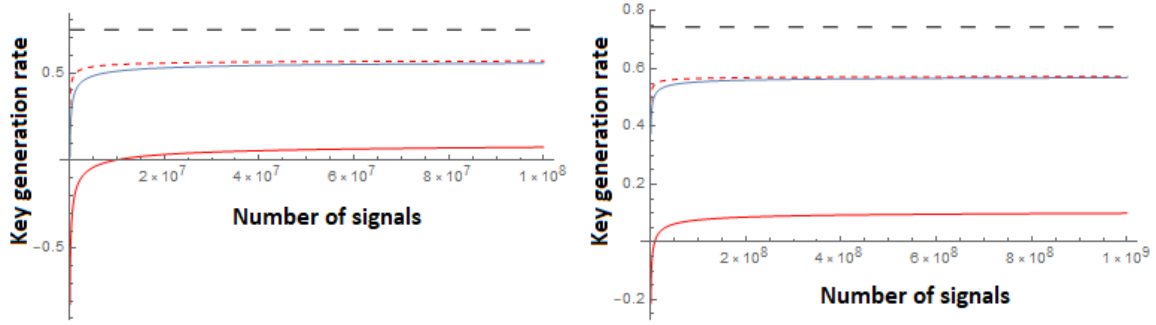 Key generation rate
0.5
−0.5
2 × 10⁷
4 × 10⁷
6 × 10⁷
8 × 10⁷
1 × 10⁸
Number of signals
Key generation rate
0.8
0.6
0.4
0.2
−0.2
2 × 10⁸
4 × 10⁸
6 × 10⁸
8 × 10⁸
1 × 10⁹
Number of signals